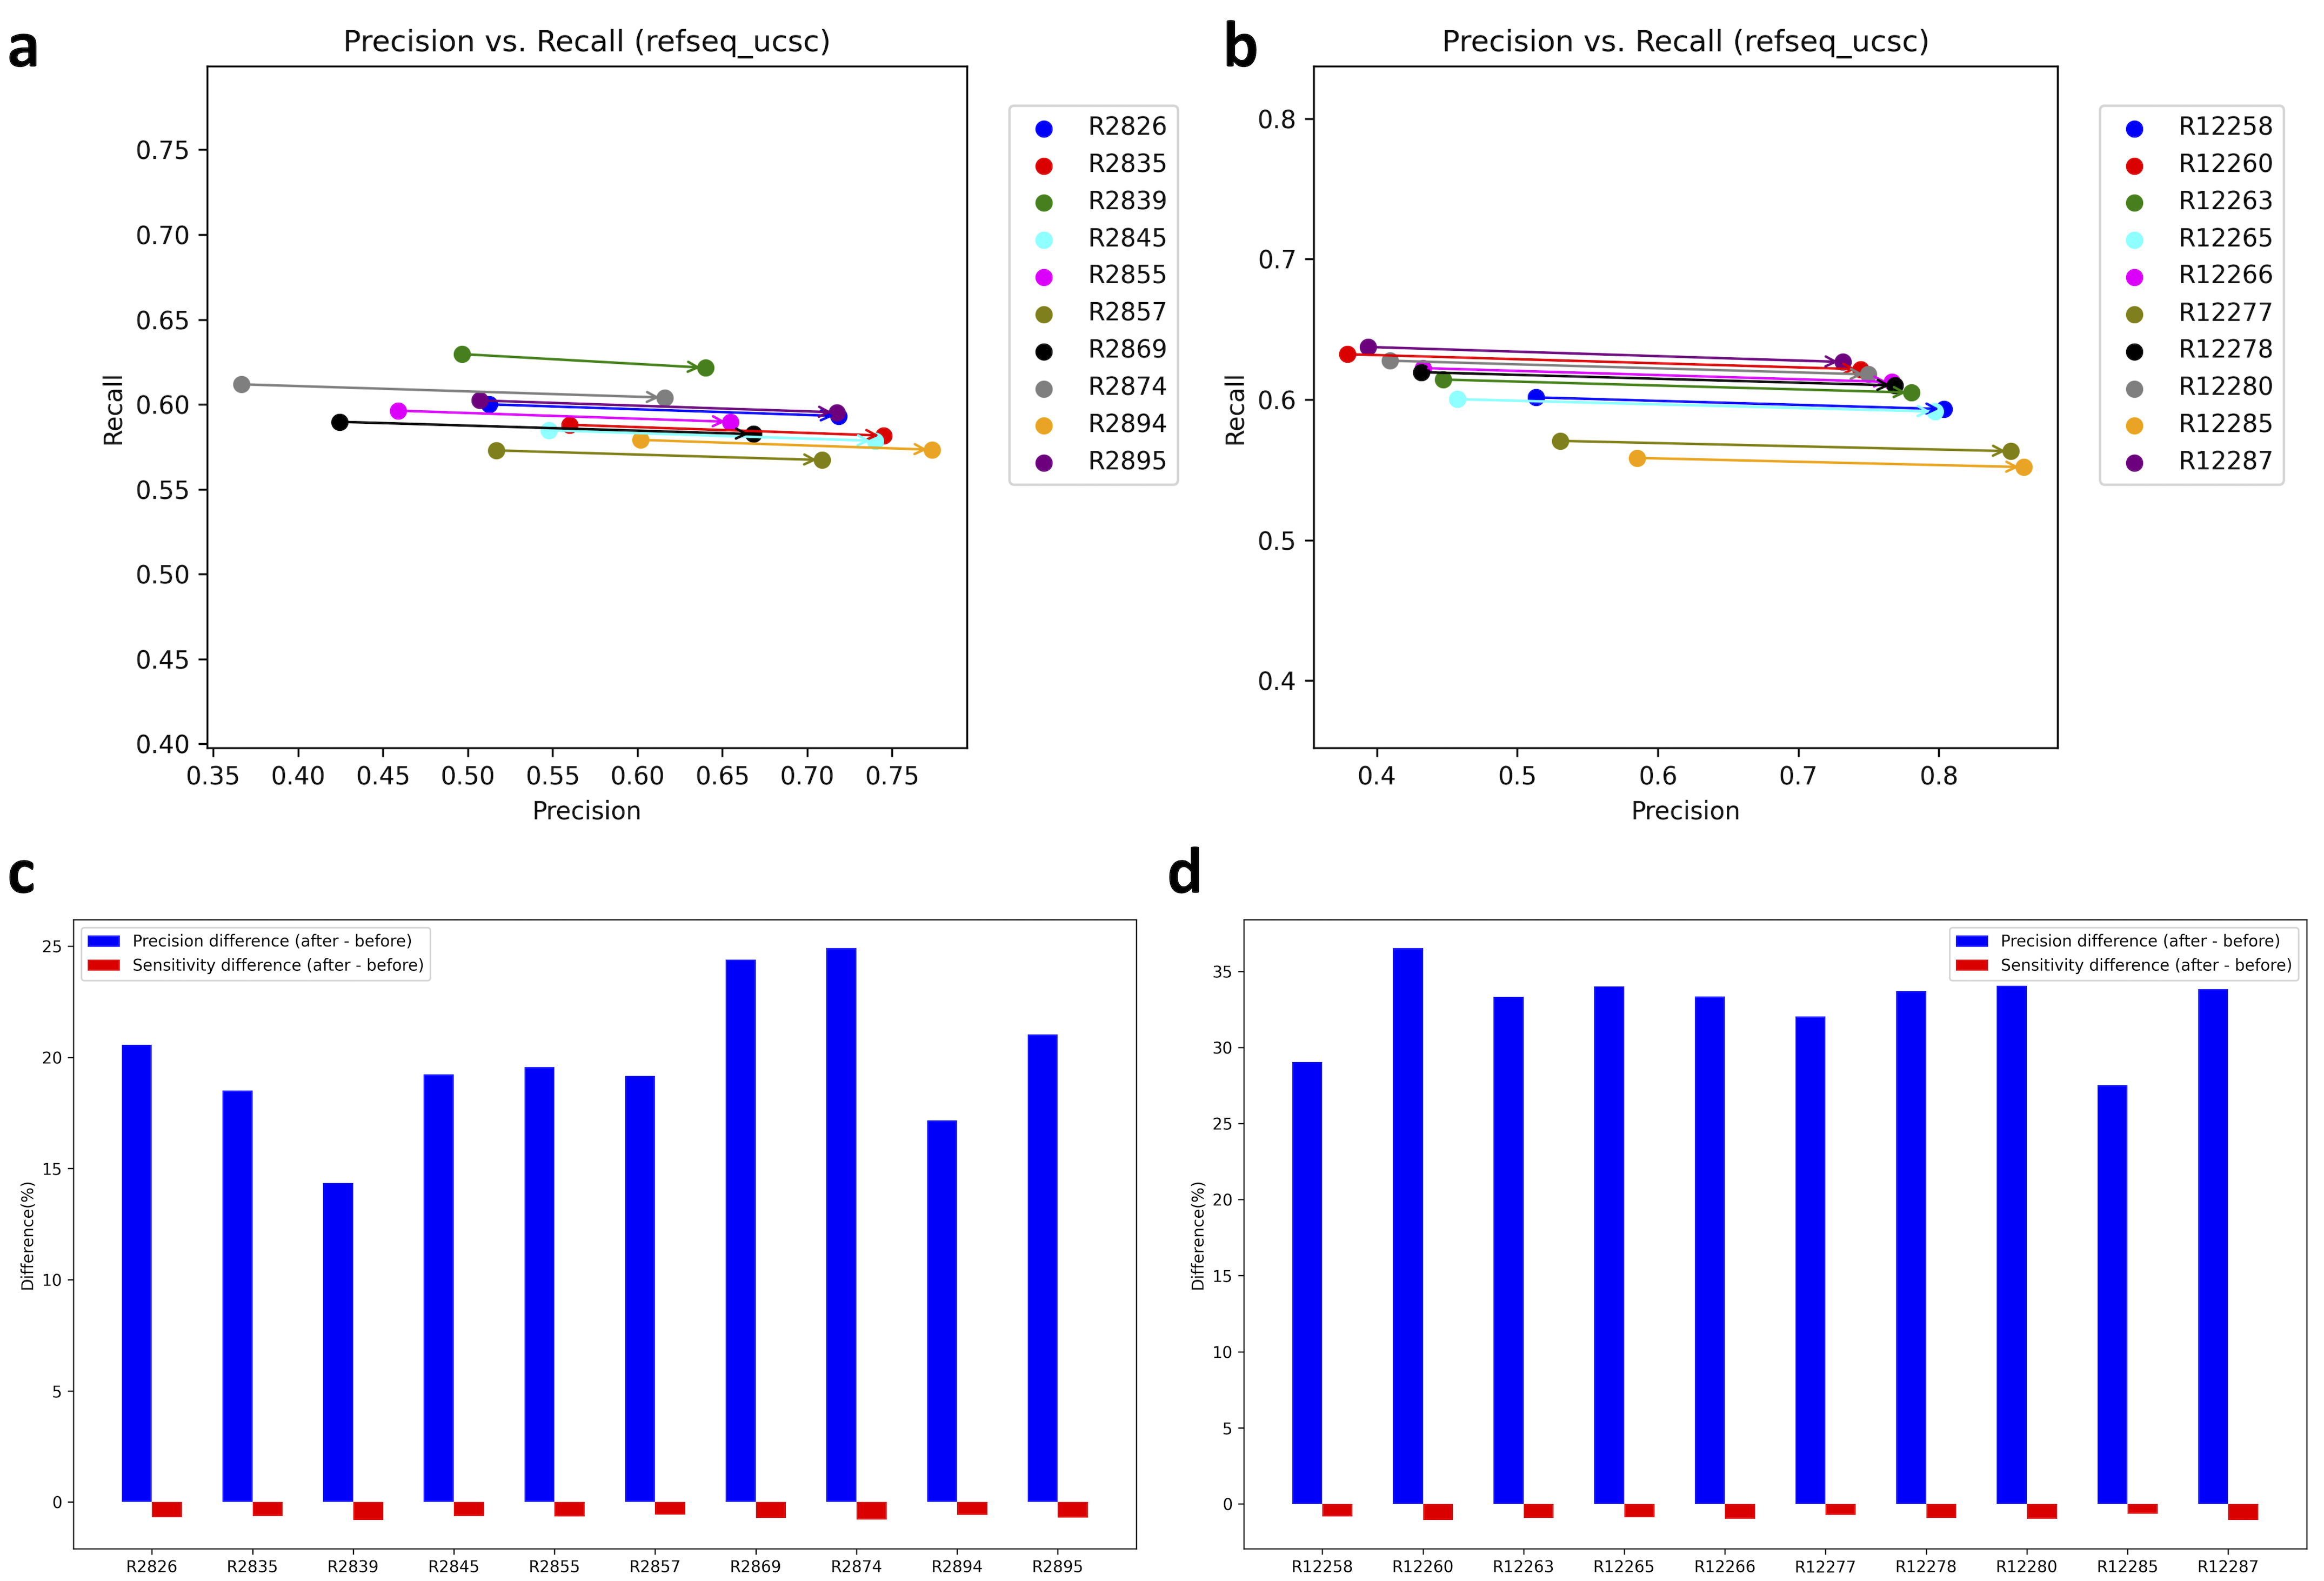 a
Precision vs. Recall (refseq_ucsc)
Recall
0.75
0.70
0.65
0.60
0.55
0.50
0.45
0.40
0.35 0.40 0.45 0.50 0.55 0.60 0.65 0.70 0.75
Precision
R2826
R2835
R2839
R2845
R2855
R2857
R2869
R2874
R2894
R2895
b
Precision vs. Recall (refseq_ucsc)
Recall
0.8
0.7
0.6
0.5
0.4
0.4 0.5 0.6 0.7 0.8
Precision
R12258
R12260
R12263
R12265
R12266
R12277
R12278
R12280
R12285
R12287
c
Precision difference (after - before)
Sensitivity difference (after - before)
Difference(%)
25
20
15
10
5
0
R2826 R2835 R2839 R2845 R2855 R2857 R2869 R2874 R2894 R2895
d
Precision difference (after - before)
Sensitivity difference (after - before)
Difference(%)
35
30
25
20
15
10
5
0
R12258 R12260 R12263 R12265 R12266 R12277 R12278 R12280 R12285 R12287